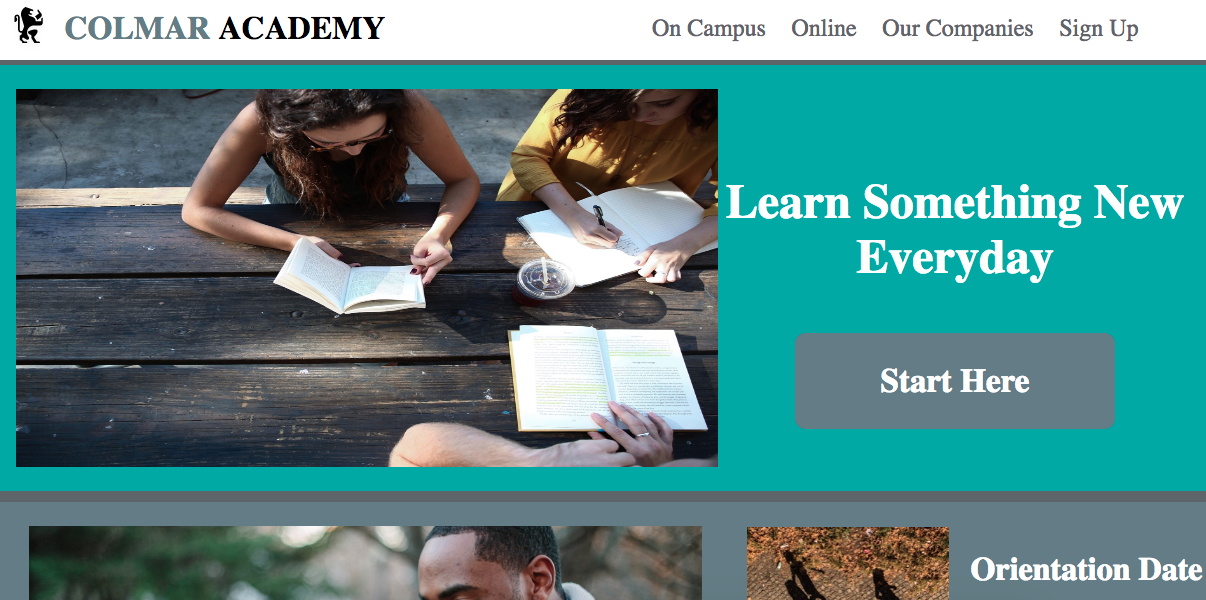 COLMAR ACADEMY
On Campus Online Our Companies Sign Up
Learn Something New
Everyday
Start Here
Orientation Date